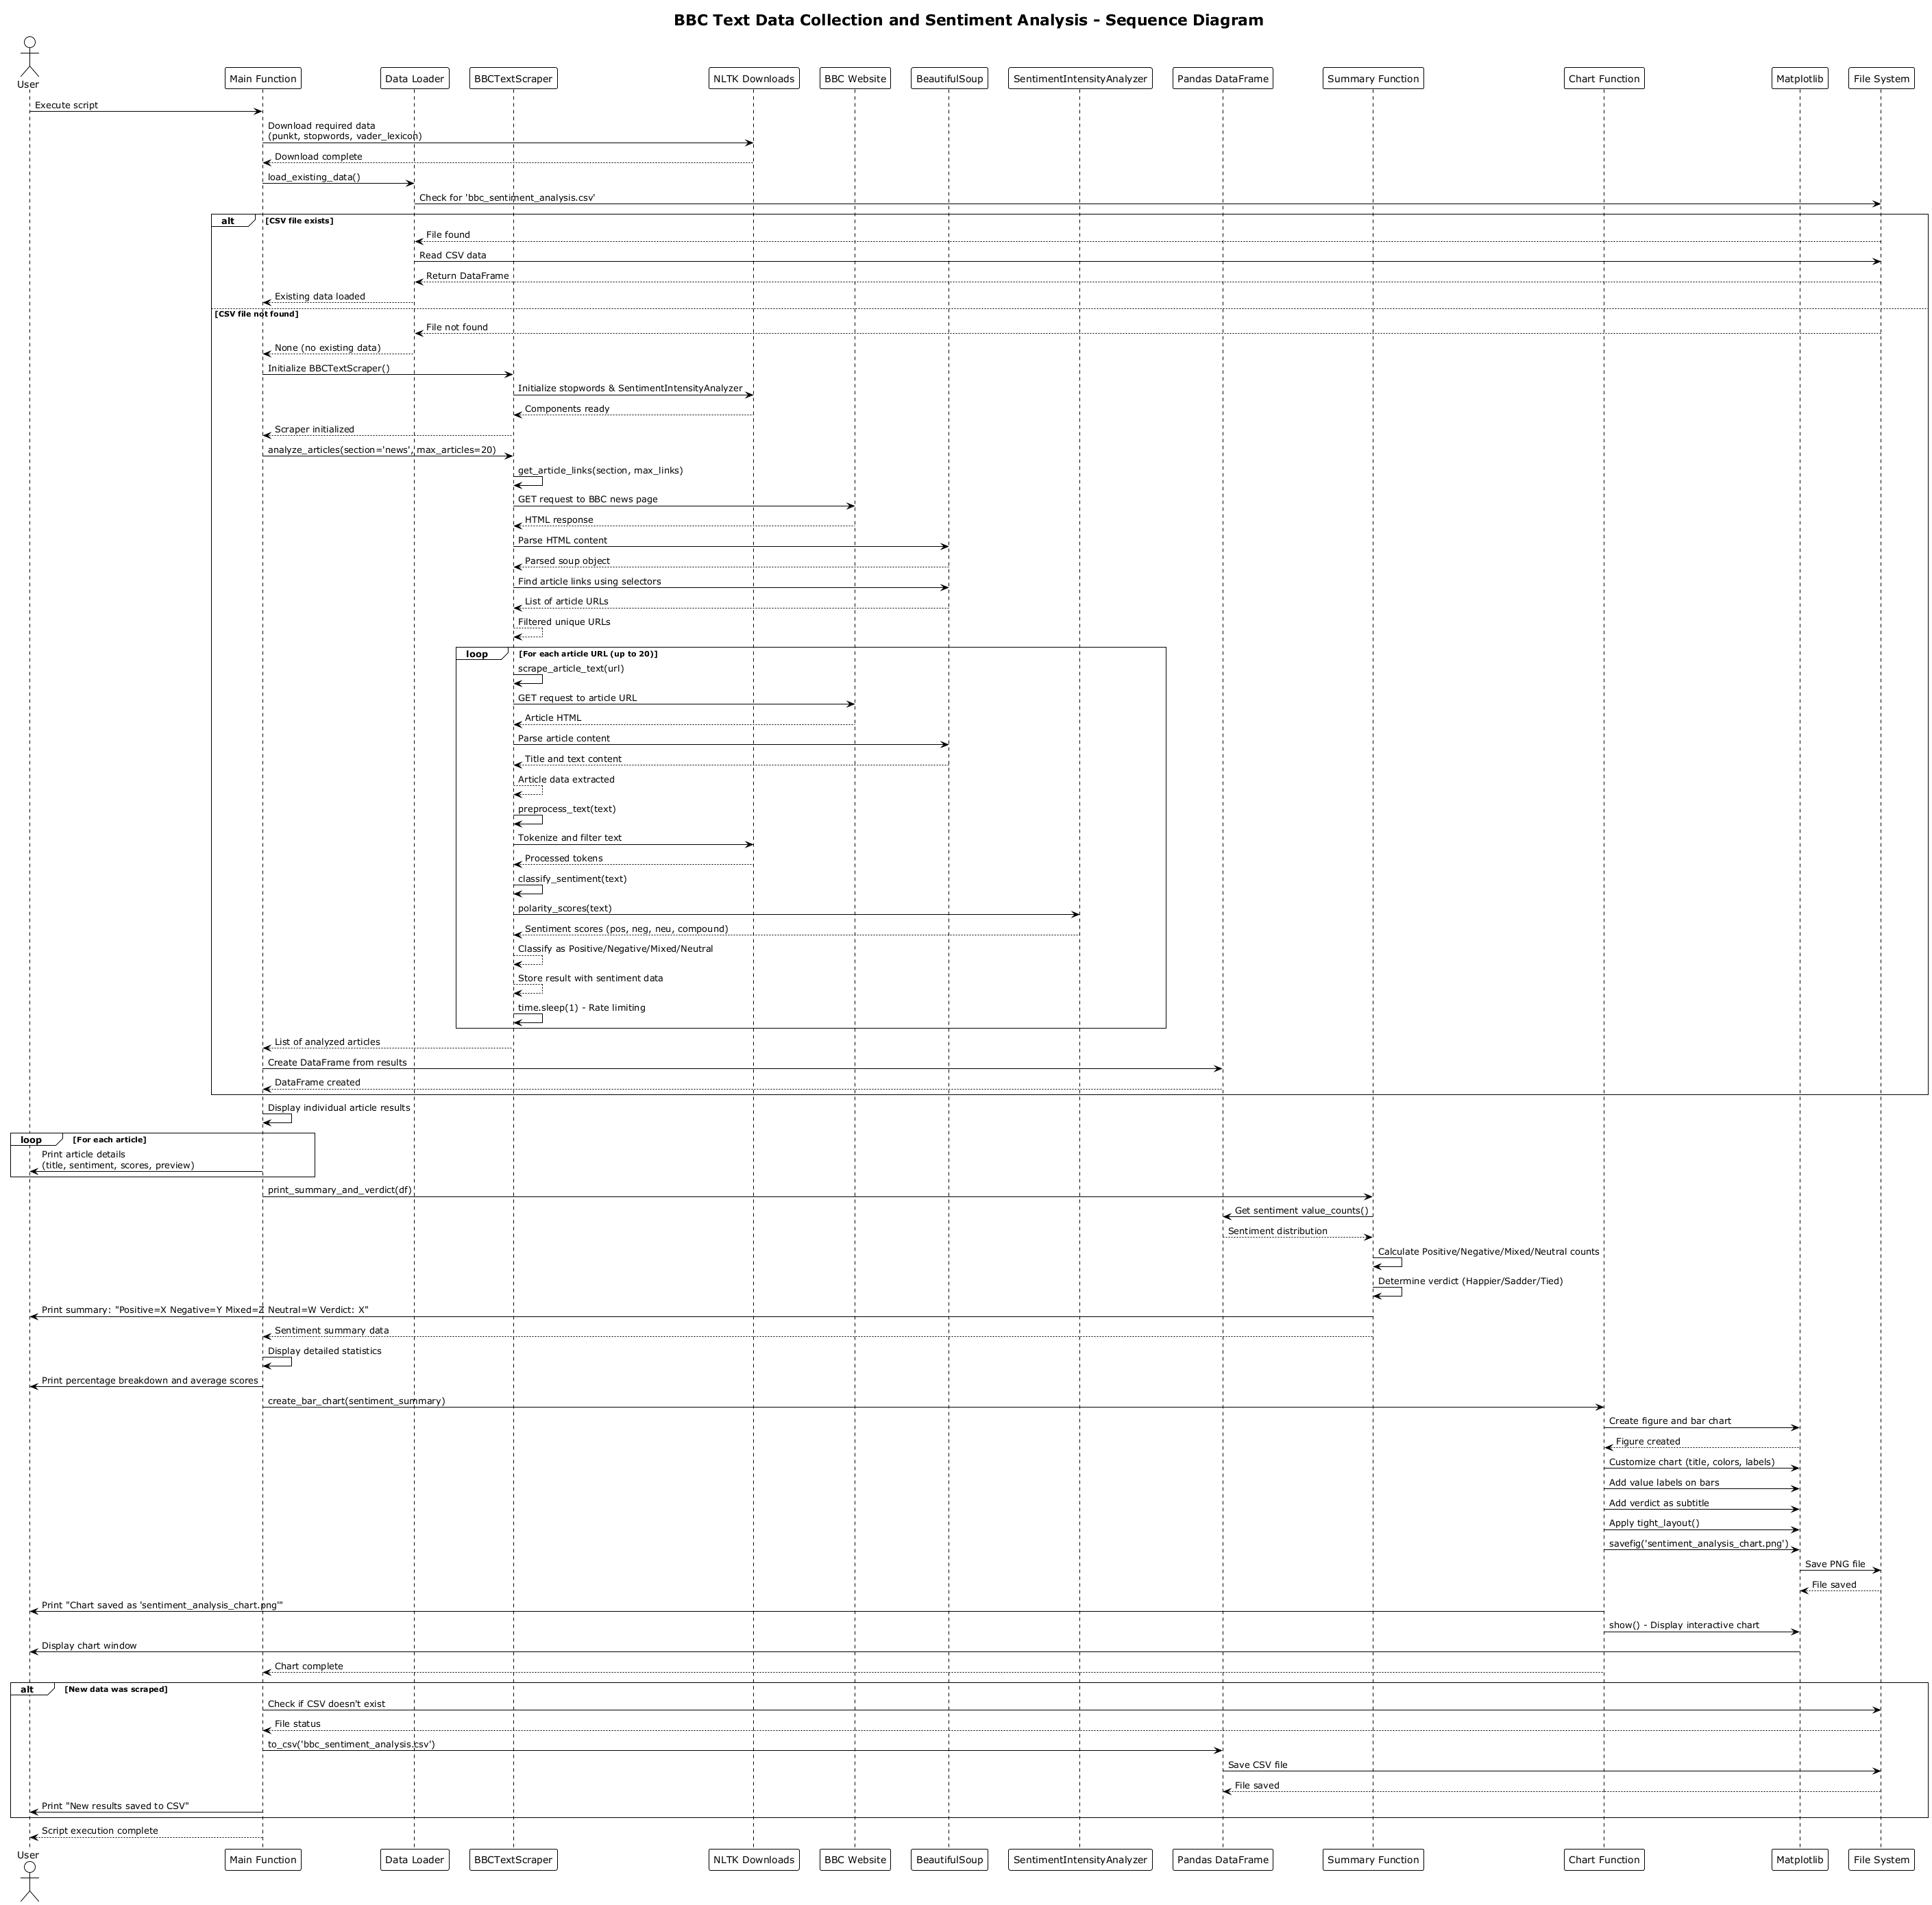 BBC Text Data Collection and Sentiment Analysis - Sequence Diagram
User
Main Function
Data Loader
BBCTextScraper
NLTK Downloads
BBC Website
BeautifulSoup
SentimentIntensityAnalyzer
Pandas DataFrame
Summary Function
Chart Function
Matplotlib
File System
Execute script
Download required data
(punkt, stopwords, vader_lexicon)
Download complete
load_existing_data()
Check for 'bbc_sentiment_analysis.csv'
alt
[CSV file exists]
File found
Read CSV data
Return DataFrame
Existing data loaded
[CSV file not found]
File not found
None (no existing data)
Initialize BBCTextScraper()
Initialize stopwords & SentimentIntensityAnalyzer
Components ready
Scraper initialized
analyze_articles(section='news', max_articles=20)
get_article_links(section, max_links)
GET request to BBC news page
HTML response
Parse HTML content
Parsed soup object
Find article links using selectors
List of article URLs
Filtered unique URLs
loop
[For each article URL (up to 20)]
scrape_article_text(url)
GET request to article URL
Article HTML
Parse article content
Title and text content
Article data extracted
preprocess_text(text)
Tokenize and filter text
Processed tokens
classify_sentiment(text)
polarity_scores(text)
Sentiment scores (pos, neg, neu, compound)
Classify as Positive/Negative/Mixed/Neutral
Store result with sentiment data
time.sleep(1) - Rate limiting
List of analyzed articles
Create DataFrame from results
DataFrame created
Display individual article results
loop
[For each article]
Print article details
(title, sentiment, scores, preview)
print_summary_and_verdict(df)
Get sentiment value_counts()
Sentiment distribution
Calculate Positive/Negative/Mixed/Neutral counts
Determine verdict (Happier/Sadder/Tied)
Print summary: "Positive=X Negative=Y Mixed=Z Neutral=W Verdict: X"
Sentiment summary data
Display detailed statistics
Print percentage breakdown and average scores
create_bar_chart(sentiment_summary)
Create figure and bar chart
Figure created
Customize chart (title, colors, labels)
Add value labels on bars
Add verdict as subtitle
Apply tight_layout()
savefig('sentiment_analysis_chart.png')
Save PNG file
File saved
Print "Chart saved as 'sentiment_analysis_chart.png'"
show() - Display interactive chart
Display chart window
Chart complete
alt
[New data was scraped]
Check if CSV doesn't exist
File status
to_csv('bbc_sentiment_analysis.csv')
Save CSV file
File saved
Print "New results saved to CSV"
Script execution complete
User
Main Function
Data Loader
BBCTextScraper
NLTK Downloads
BBC Website
BeautifulSoup
SentimentIntensityAnalyzer
Pandas DataFrame
Summary Function
Chart Function
Matplotlib
File System